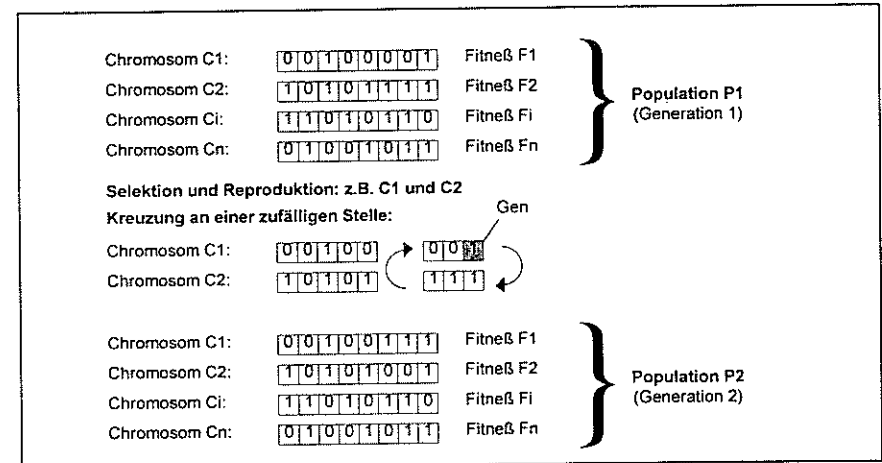 Chromosom C1: 0 0 1 0 0 0 0 1 Fitneß F1
Chromosom C2: 1 0 1 0 1 1 1 1 Fitneß F2
Chromosom Ci: 1 1 0 1 0 1 1 0 Fitneß Fi
Chromosom Cn: 0 1 0 0 1 0 1 1 Fitneß Fn
Population P1
(Generation 1)
Selektion und Reproduktion: z.B. C1 und C2
Kreuzung an einer zufälligen Stelle:
Gen
Chromosom C1: 0 0 1 0 0 0 0 1
Chromosom C2: 1 0 1 0 1 1 1 1
Chromosom C1: 0 0 1 0 0 1 1 1 Fitneß F1
Chromosom C2: 1 0 1 0 1 0 0 1 Fitneß F2
Chromosom Ci: 1 1 0 1 0 1 1 0 Fitneß Fi
Chromosom Cn: 0 1 0 0 1 0 1 1 Fitneß Fn
Population P2
(Generation 2)